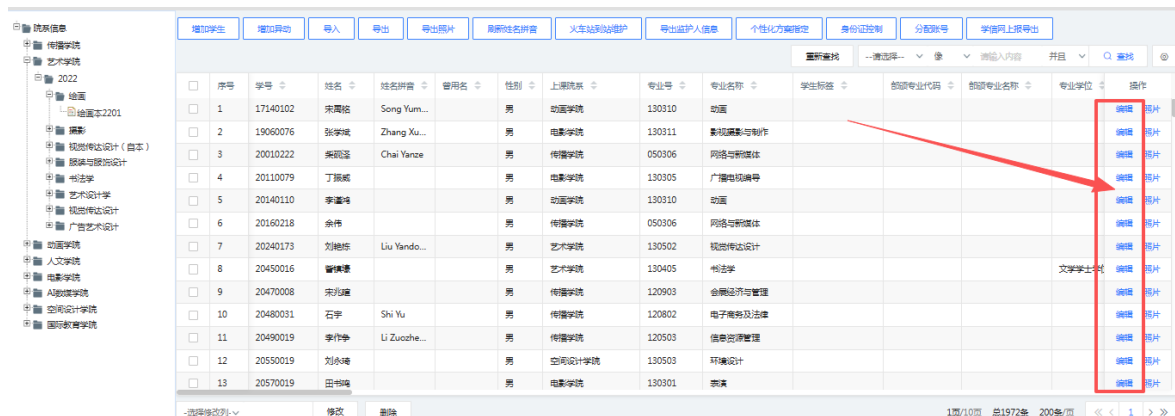 增加学生 增加异动 导入 导出 导出照片 刷新姓名拼音 火车站到站维护 导出监护人信息 个性化方案指定 身份证控制 分配账号 学信网上报导出
重新查找 --请选择-- 像 请输入内容 并且 查找
院系信息
传播学院
艺术学院
2022
绘画
绘画本2201
摄影
视觉传达设计（自本）
服装与服饰设计
书法学
艺术设计学
视觉传达设计
广告艺术设计
动画学院
人文学院
电影学院
AI数媒学院
空间设计学院
国际教育学院
序号 学号 姓名 姓名拼音 曾用名 性别 上课院系 专业号 专业名称 学生标签 部颁专业代码 部颁专业名称 专业学位 操作
1 17140102 Song Yum... 男 动画学院 130310 动画 编辑 照片
2 19060076 张学斌 Zhang Xu... 男 电影学院 130311 影视摄影与制作 编辑 照片
3 20010222 Chai Yanze 男 传播学院 050306 网络与新媒体 编辑 照片
4 20110079 丁振威 男 电影学院 130305 广播电视编导 编辑 照片
5 20140110 男 动画学院 130310 动画 编辑 照片
6 20160218 余伟 男 传播学院 050306 网络与新媒体 编辑 照片
7 20240173 刘艳栋 Liu Yando... 男 艺术学院 130502 视觉传达设计 编辑 照片
8 20450016 男 艺术学院 130405 书法学 文学学士学位 编辑 照片
9 20470008 男 传播学院 120903 会展经济与管理 编辑 照片
10 20480031 石宇 Shi Yu 男 传播学院 120802 电子商务及法律 编辑 照片
11 20490019 李作争 Li Zuozhe... 男 传播学院 120503 信息资源管理 编辑 照片
12 20550019 刘永琦 男 空间设计学院 130503 环境设计 编辑 照片
13 20570019 田书鸣 男 电影学院 130301 表演 编辑 照片
-选择修改列- 修改 删除 1页/10页 总1972条 200条/页 1